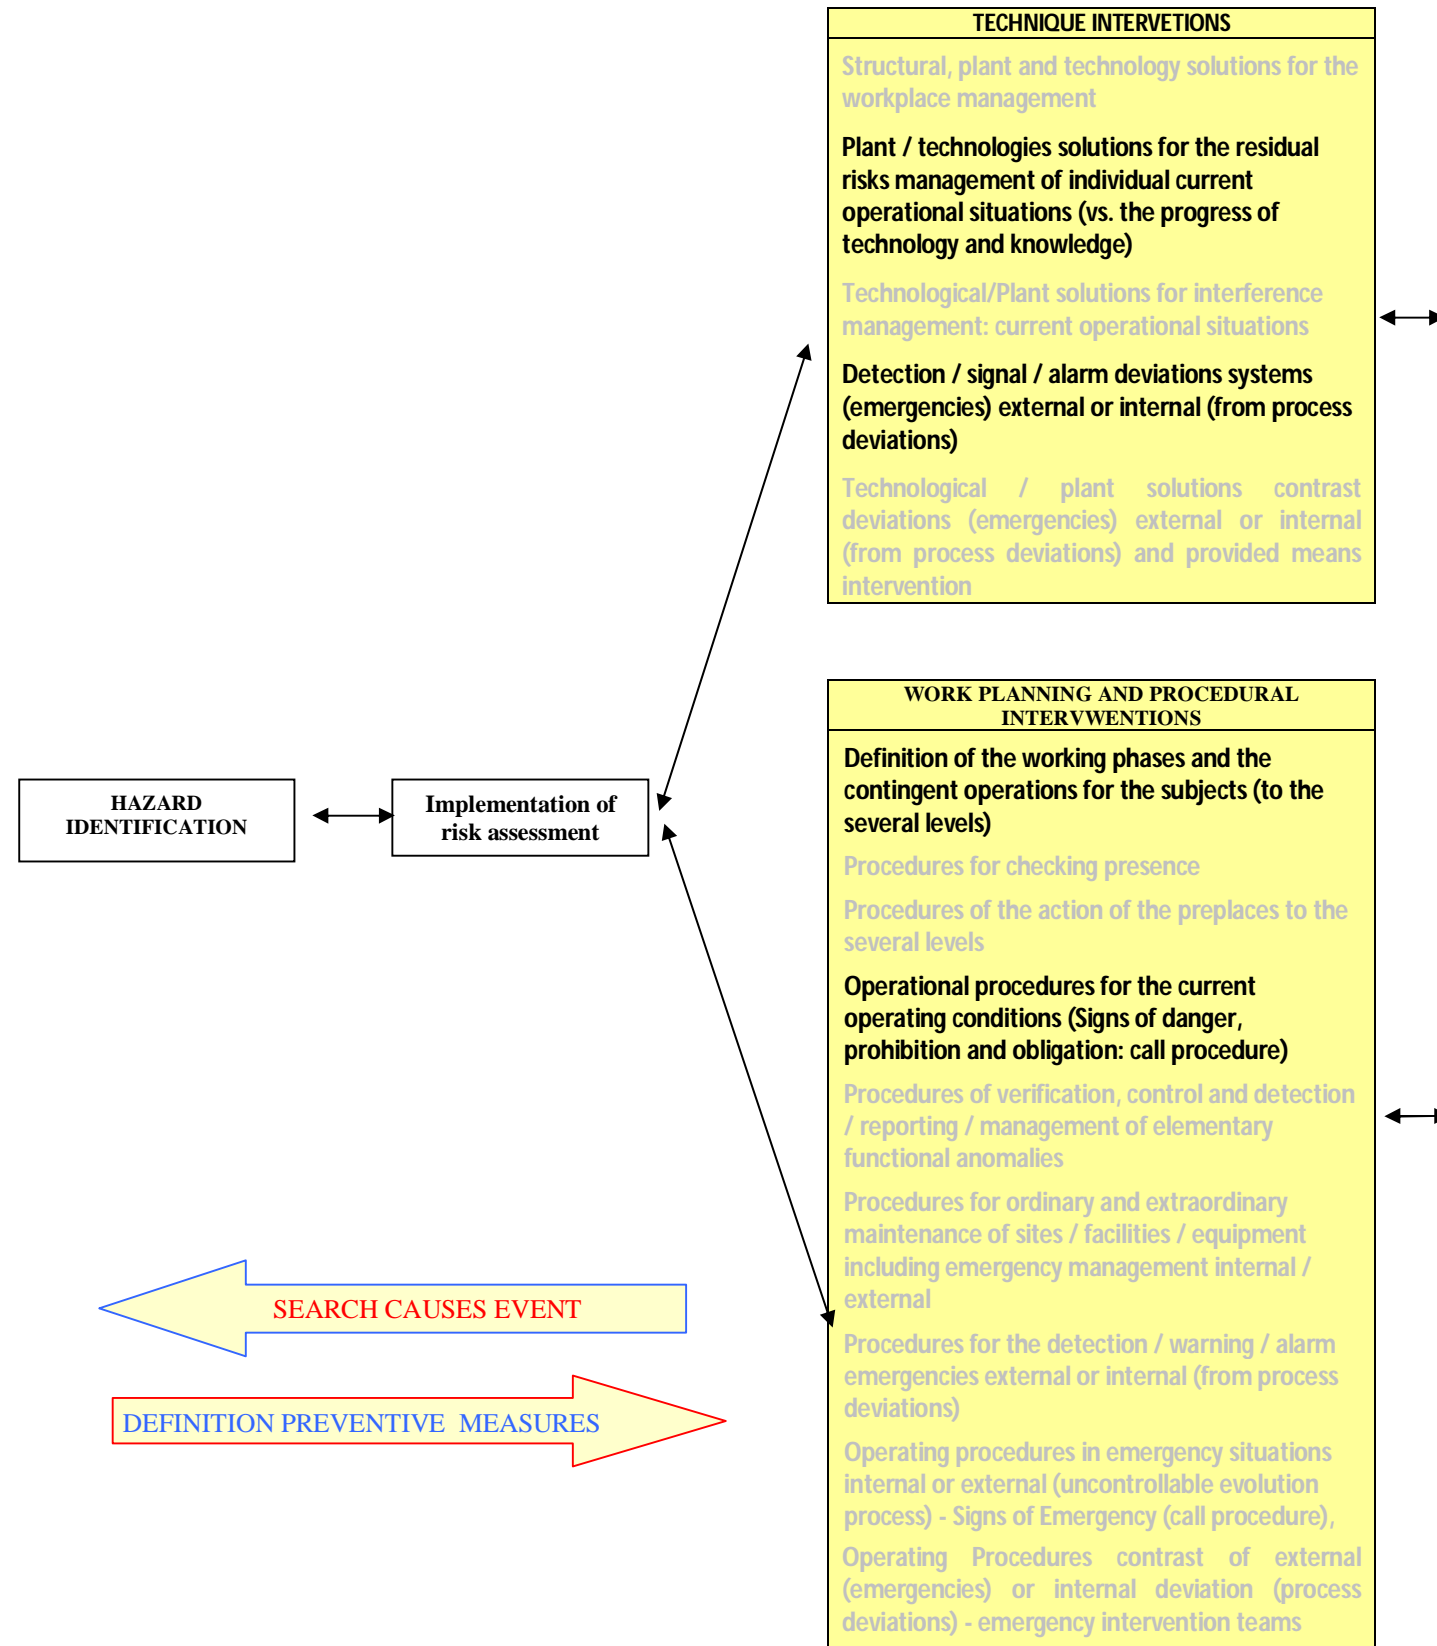 TECHNIQUE INTERVETIONS
Structural, plant and technology solutions for the
workplace management
Plant / technologies solutions for the residual
risks management of individual current
operational situations (vs. the progress of
technology and knowledge)
Technological/Plant solutions for interference
management: current operational situations
Detection / signal / alarm deviations systems
(emergencies) external or internal (from process
deviations)
Technological / plant solutions contrast
deviations (emergencies) external or internal
(from process deviations) and provided means
intervention
HAZARD
IDENTIFICATION
Implementation of
risk assessment
WORK PLANNING AND PROCEDURAL
INTERVWENTIONS
Definition of the working phases and the
contingent operations for the subjects (to the
several levels)
Procedures for checking presence
Procedures of the action of the preplaces to the
several levels
Operational procedures for the current
operating conditions (Signs of danger,
prohibition and obligation: call procedure)
Procedures of verification, control and detection
/ reporting / management of elementary
functional anomalies
Procedures for ordinary and extraordinary
maintenance of sites / facilities / equipment
including emergency management internal /
external
Procedures for the detection / warning / alarm
emergencies external or internal (from process
deviations)
Operating procedures in emergency situations
internal or external (uncontrollable evolution
process) - Signs of Emergency (call procedure),
Operating Procedures contrast of external
(emergencies) or internal deviation (process
deviations) - emergency intervention teams
SEARCH CAUSES EVENT
DEFINITION PREVENTIVE MEASURES